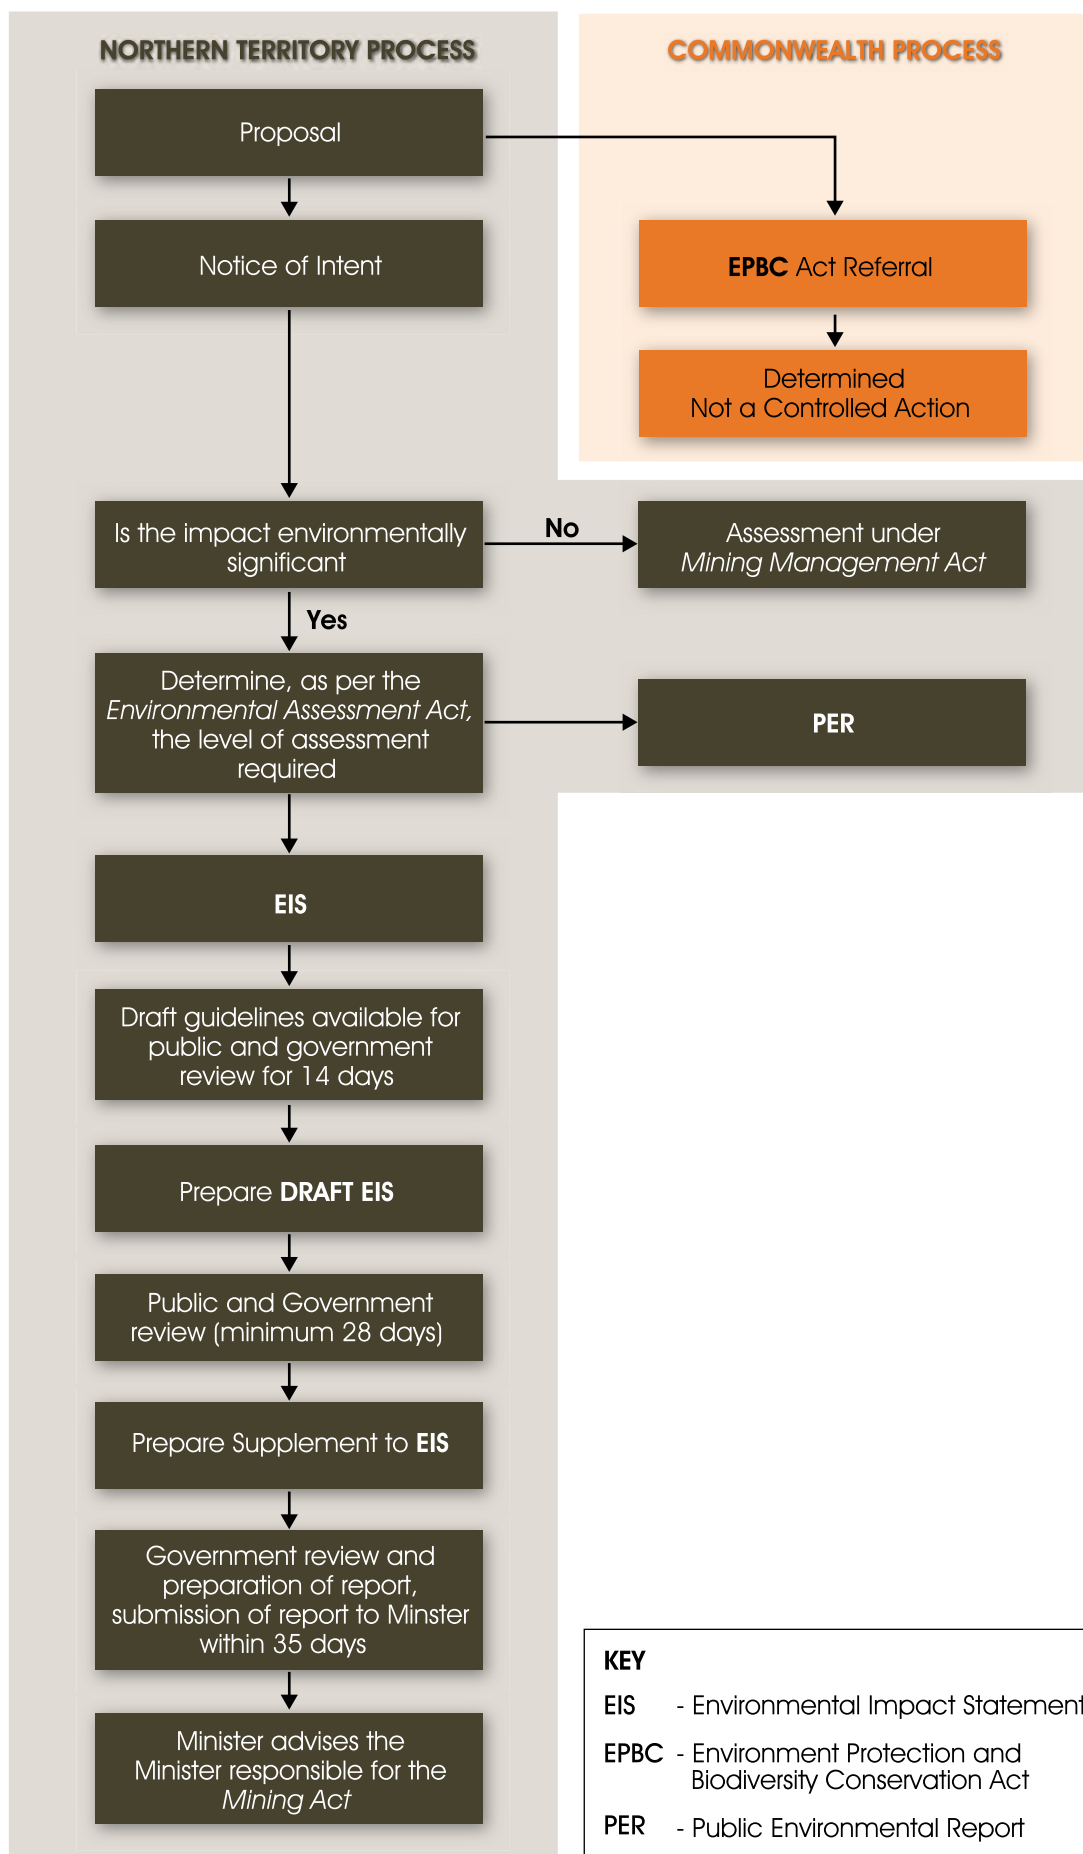 NORTHERN TERRITORY PROCESS
COMMONWEALTH PROCESS
Proposal
Notice of Intent
EPBC Act Referral
Determined
Not a Controlled Action
Is the impact environmentally
significant
No
Assessment under
Mining Management Act
Yes
Determine, as per the
Environmental Assessment Act,
the level of assessment
required
PER
EIS
Draft guidelines available for
public and government
review for 14 days
Prepare DRAFT EIS
Public and Government
review (minimum 28 days)
Prepare Supplement to EIS
Government review and
preparation of report,
submission of report to Minster
within 35 days
Minister advises the
Minister responsible for the
Mining Act
KEY
EIS - Environmental Impact Statement
EPBC - Environment Protection and
Biodiversity Conservation Act
PER - Public Environmental Report